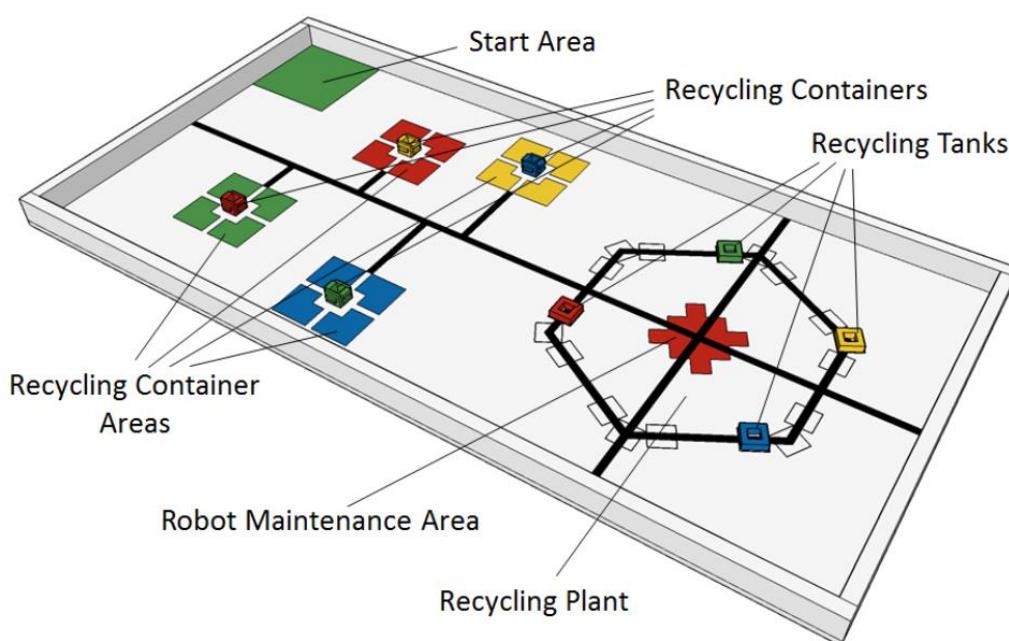 Start Area
Recycling Containers
Recycling Tanks
Recycling Container
Areas
Robot Maintenance Area
Recycling Plant